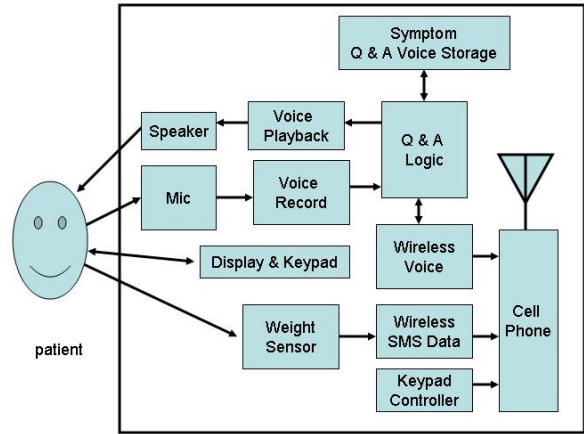 Symptom
Q & A Voice Storage
Speaker
Voice
Playback
Q & A
Logic
Mic
Voice
Record
Display & Keypad
Wireless
Voice
patient
Weight
Sensor
Wireless
SMS Data
Cell
Phone
Keypad
Controller